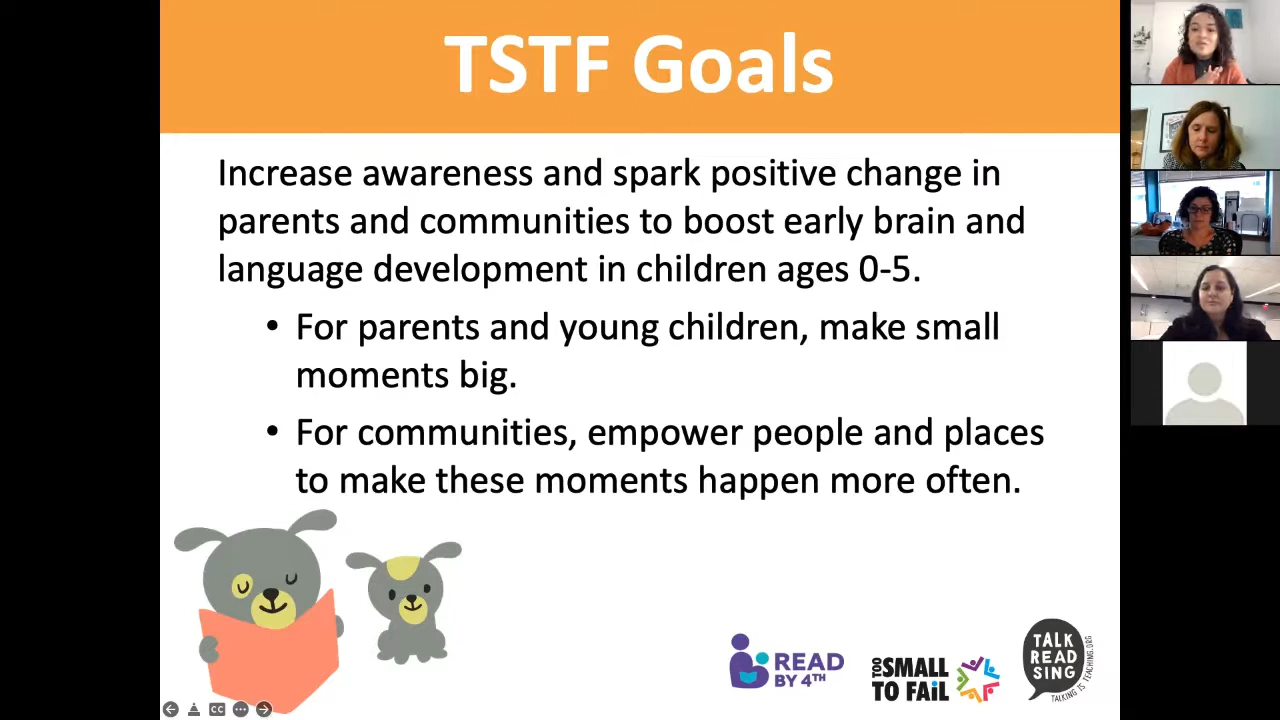 TSTF Goals
Increase awareness and spark positive change in
parents and communities to boost early brain and
language development in children ages 0-5.
• For parents and young children, make small
moments big.
• For communities, empower people and places
to make these moments happen more often.
READ
BY 4TH
TOO
SMALL
TO FAIL
TALK
READ
SING
TALKING IS TEACHING.ORG
CC